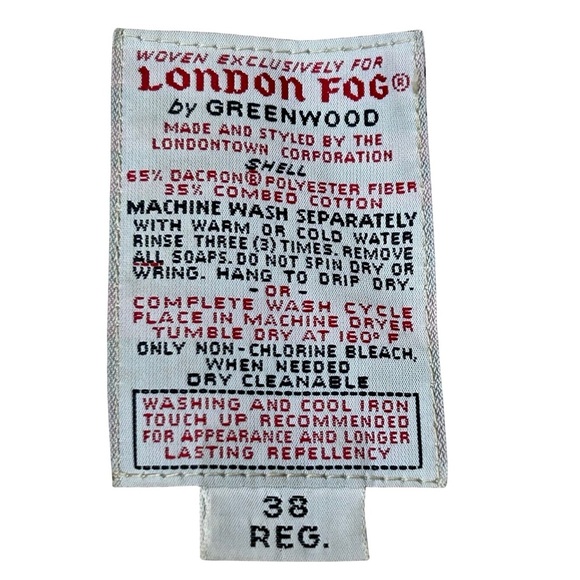 WOVEN EXCLUSIVELY FOR
LONDON FOG®
by GREENWOOD
MADE AND STYLED BY THE
LONDONTOWN CORPORATION
SHELL
65% DACRON® POLYESTER FIBER
35% COMBED COTTON
MACHINE WASH SEPARATELY
WITH WARM OR COLD WATER
RINSE THREE (3) TIMES. REMOVE
ALL SOAPS. DO NOT SPIN DRY OR
WRING. HANG TO DRIP DRY.
- OR -
COMPLETE WASH CYCLE
PLACE IN MACHINE DRYER
TUMBLE DRY AT 160° F
ONLY NON-CHLORINE BLEACH,
WHEN NEEDED
DRY CLEANABLE
WASHING AND COOL IRON
TOUCH UP RECOMMENDED
FOR APPEARANCE AND LONGER
LASTING REPELLENCY
38
REG.